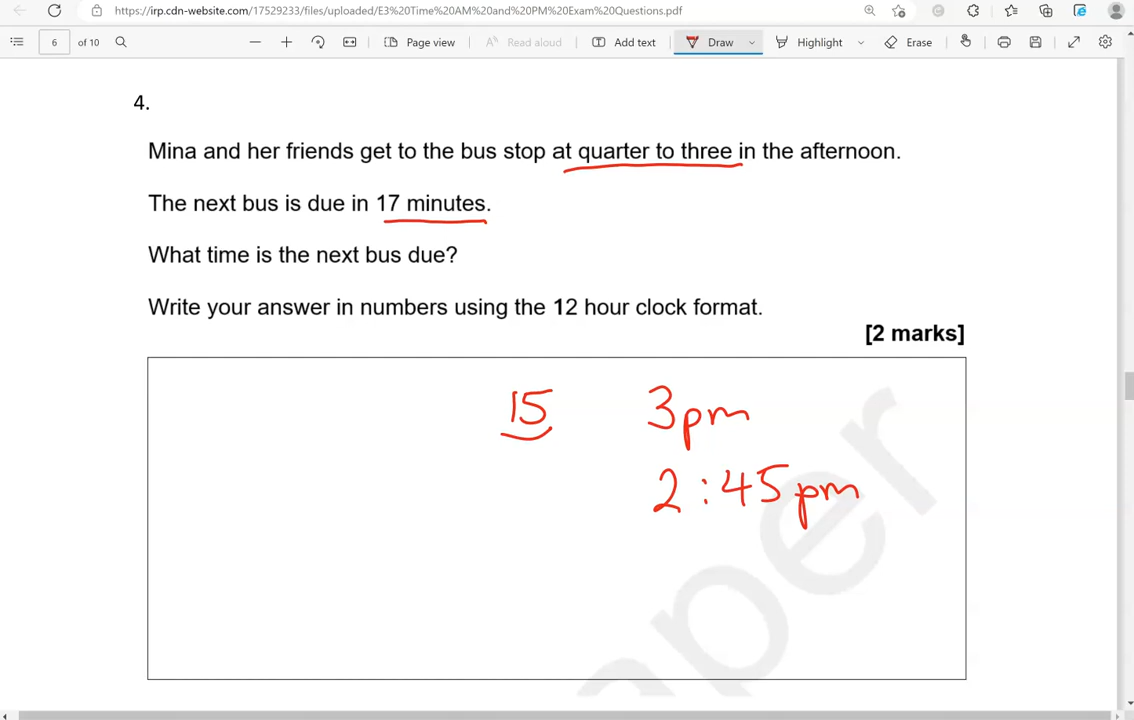 https://irp.cdn-website.com/17529233/files/uploaded/E3%20Time%20AM%20and%20PM%20Exam%20Questions.pdf
6 of 10
Page view
Read aloud
Add text
Draw
Highlight
Erase
4.
Mina and her friends get to the bus stop at quarter to three in the afternoon.
The next bus is due in 17 minutes.
What time is the next bus due?
Write your answer in numbers using the 12 hour clock format.
[2 marks]
15 3pm
2:45pm
per